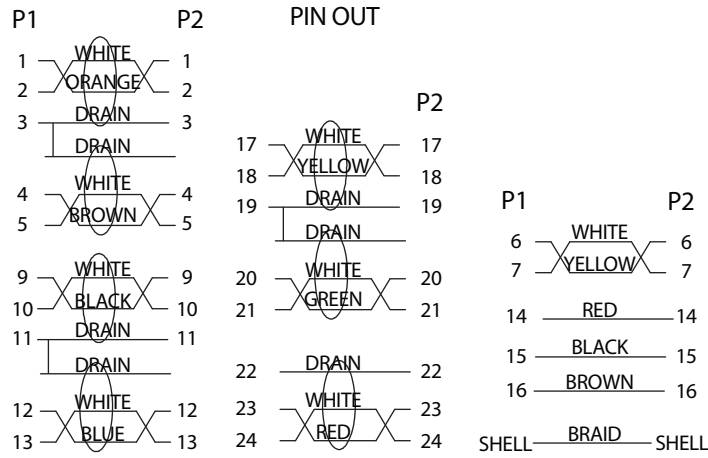 PIN OUT
P1 P2
1 WHITE 1
2 ORANGE 2
3 DRAIN 3
DRAIN
4 WHITE 4
5 BROWN 5
9 WHITE 9
10 BLACK 10
11 DRAIN 11
DRAIN
12 WHITE 12
13 BLUE 13
P2
17 WHITE 17
18 YELLOW 18
19 DRAIN 19
DRAIN
20 WHITE 20
21 GREEN 21
22 DRAIN 22
23 WHITE 23
24 RED 24
P1 P2
6 WHITE 6
7 YELLOW 7
14 RED 14
15 BLACK 15
16 BROWN 16
SHELL BRAID SHELL